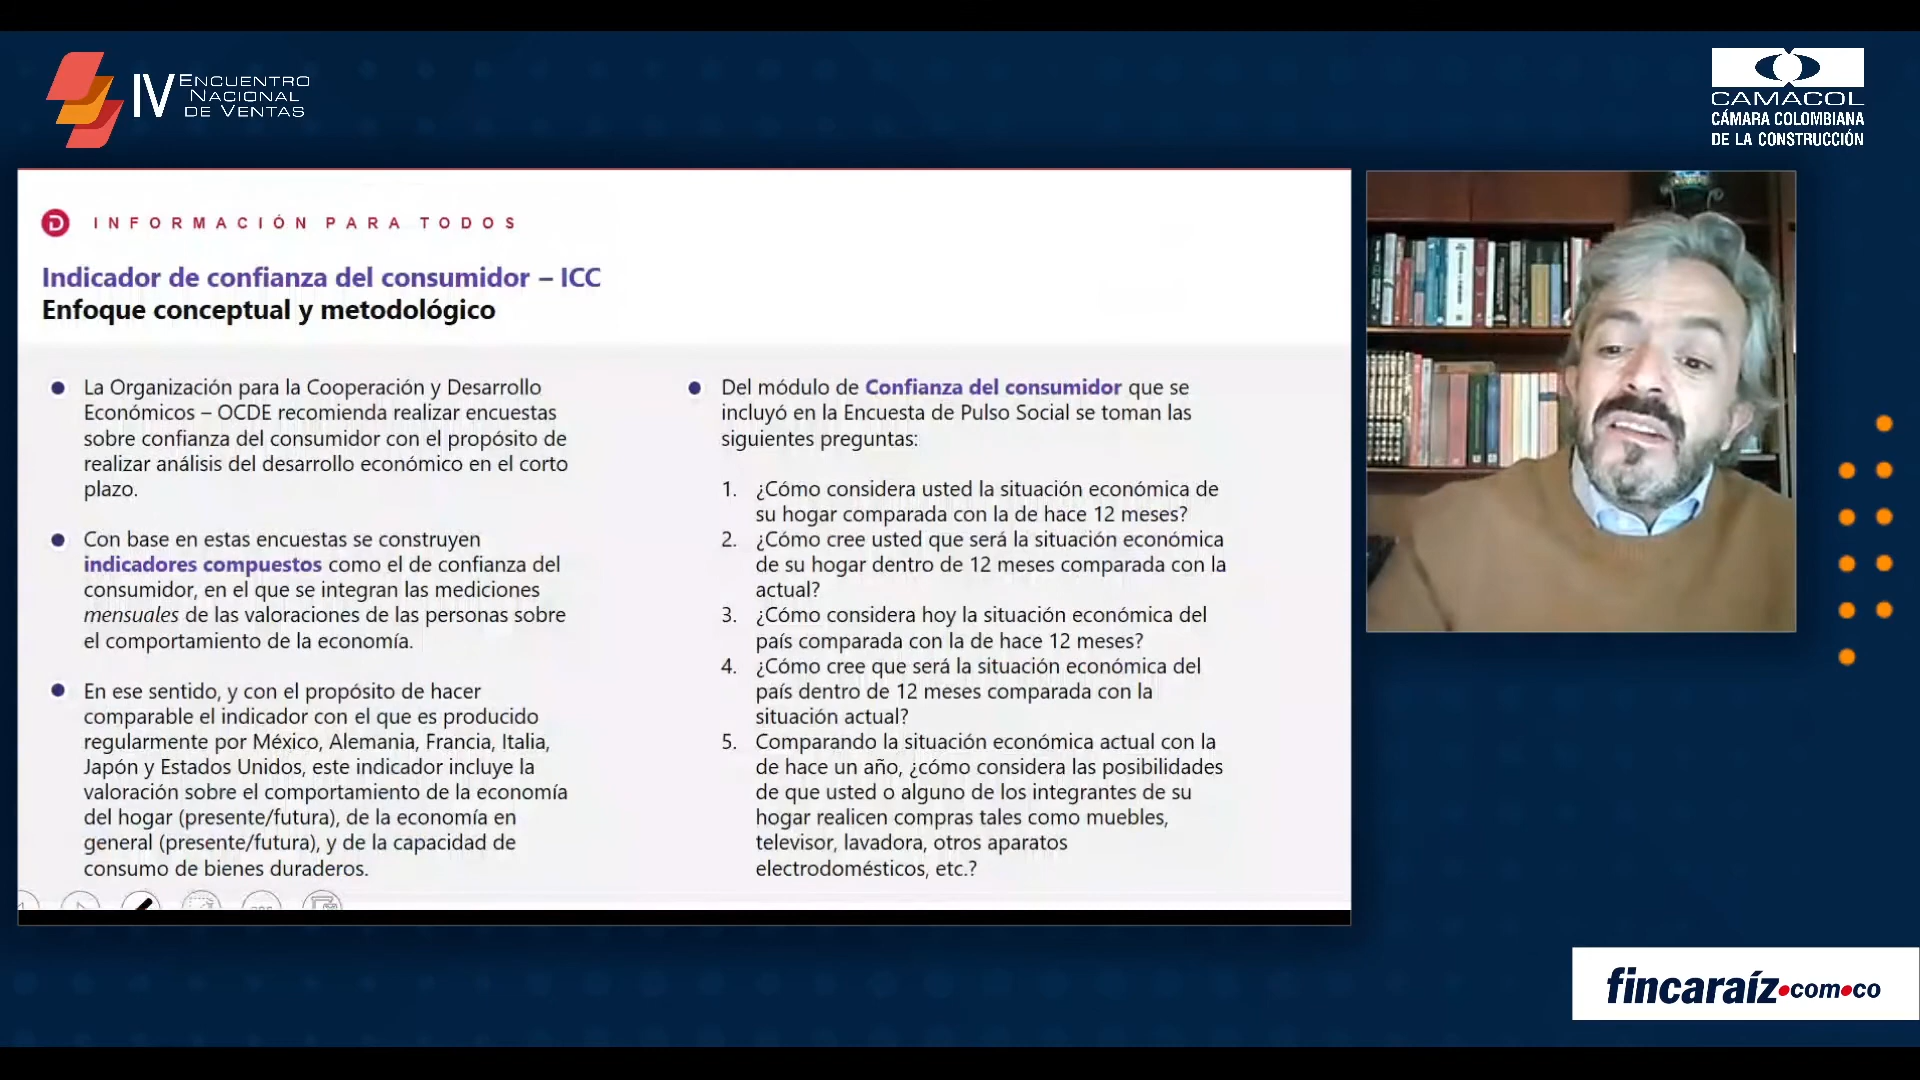 IV ENCUENTRO
NACIONAL
DE VENTAS
CAMACOL
CÁMARA COLOMBIANA
DE LA CONSTRUCCIÓN
INFORMACIÓN PARA TODOS
Indicador de confianza del consumidor – ICC
Enfoque conceptual y metodológico
La Organización para la Cooperación y Desarrollo
Económicos – OCDE recomienda realizar encuestas
sobre confianza del consumidor con el propósito de
realizar análisis del desarrollo económico en el corto
plazo.
Con base en estas encuestas se construyen
indicadores compuestos como el de confianza del
consumidor, en el que se integran las mediciones
mensuales de las valoraciones de las personas sobre
el comportamiento de la economía.
En ese sentido, y con el propósito de hacer
comparable el indicador con el que es producido
regularmente por México, Alemania, Francia, Italia,
Japón y Estados Unidos, este indicador incluye la
valoración sobre el comportamiento de la economía
del hogar (presente/futura), de la economía en
general (presente/futura), y de la capacidad de
consumo de bienes duraderos.
Del módulo de Confianza del consumidor que se
incluyó en la Encuesta de Pulso Social se toman las
siguientes preguntas:
1. ¿Cómo considera usted la situación económica de
su hogar comparada con la de hace 12 meses?
2. ¿Cómo cree usted que será la situación económica
de su hogar dentro de 12 meses comparada con la
actual?
3. ¿Cómo considera hoy la situación económica del
país comparada con la de hace 12 meses?
4. ¿Cómo cree que será la situación económica del
país dentro de 12 meses comparada con la
situación actual?
5. Comparando la situación económica actual con la
de hace un año, ¿cómo considera las posibilidades
de que usted o alguno de los integrantes de su
hogar realicen compras tales como muebles,
televisor, lavadora, otros aparatos
electrodomésticos, etc.?
fincaraíz•com•co